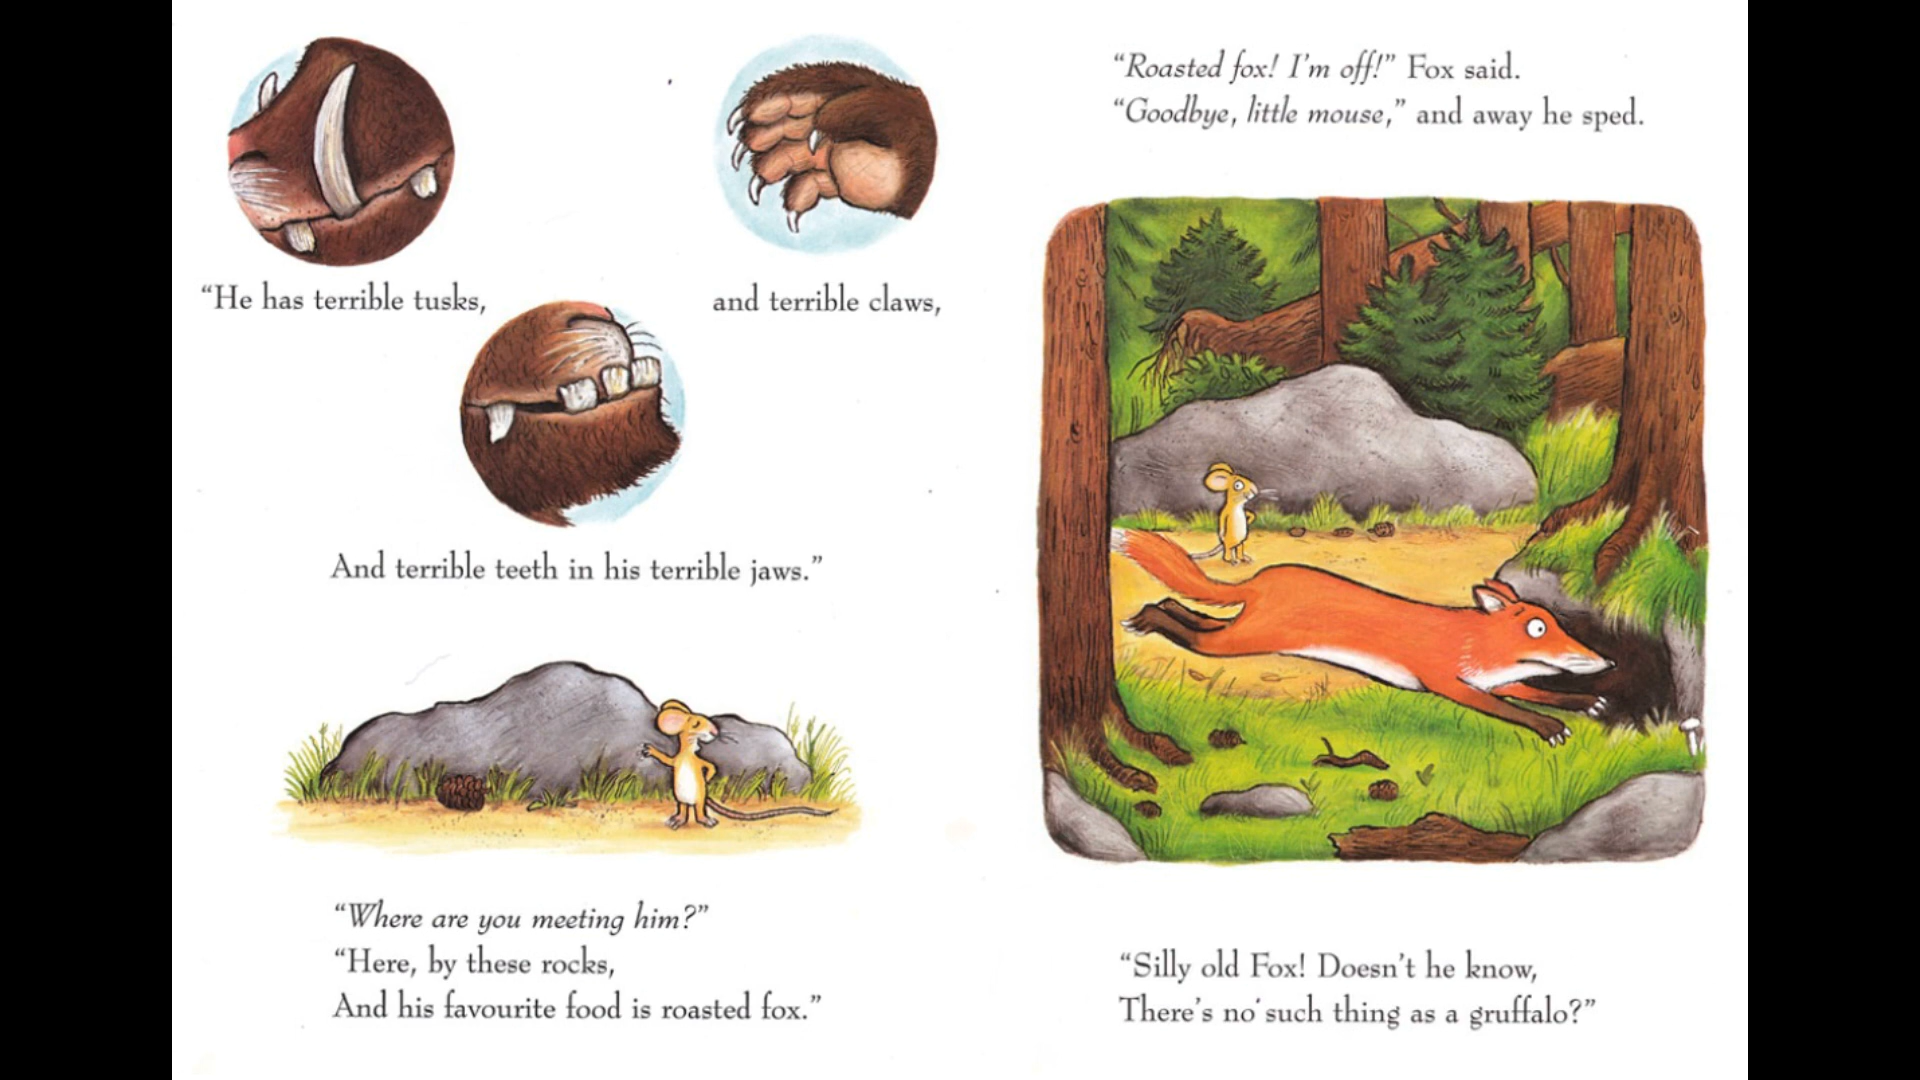 “He has terrible tusks,
and terrible claws,
And terrible teeth in his terrible jaws.”
“Where are you meeting him?”
“Here, by these rocks,
And his favourite food is roasted fox.”
“Roasted fox! I’m off!” Fox said.
“Goodbye, little mouse,” and away he sped.
“Silly old Fox! Doesn’t he know,
There’s no such thing as a gruffalo?”